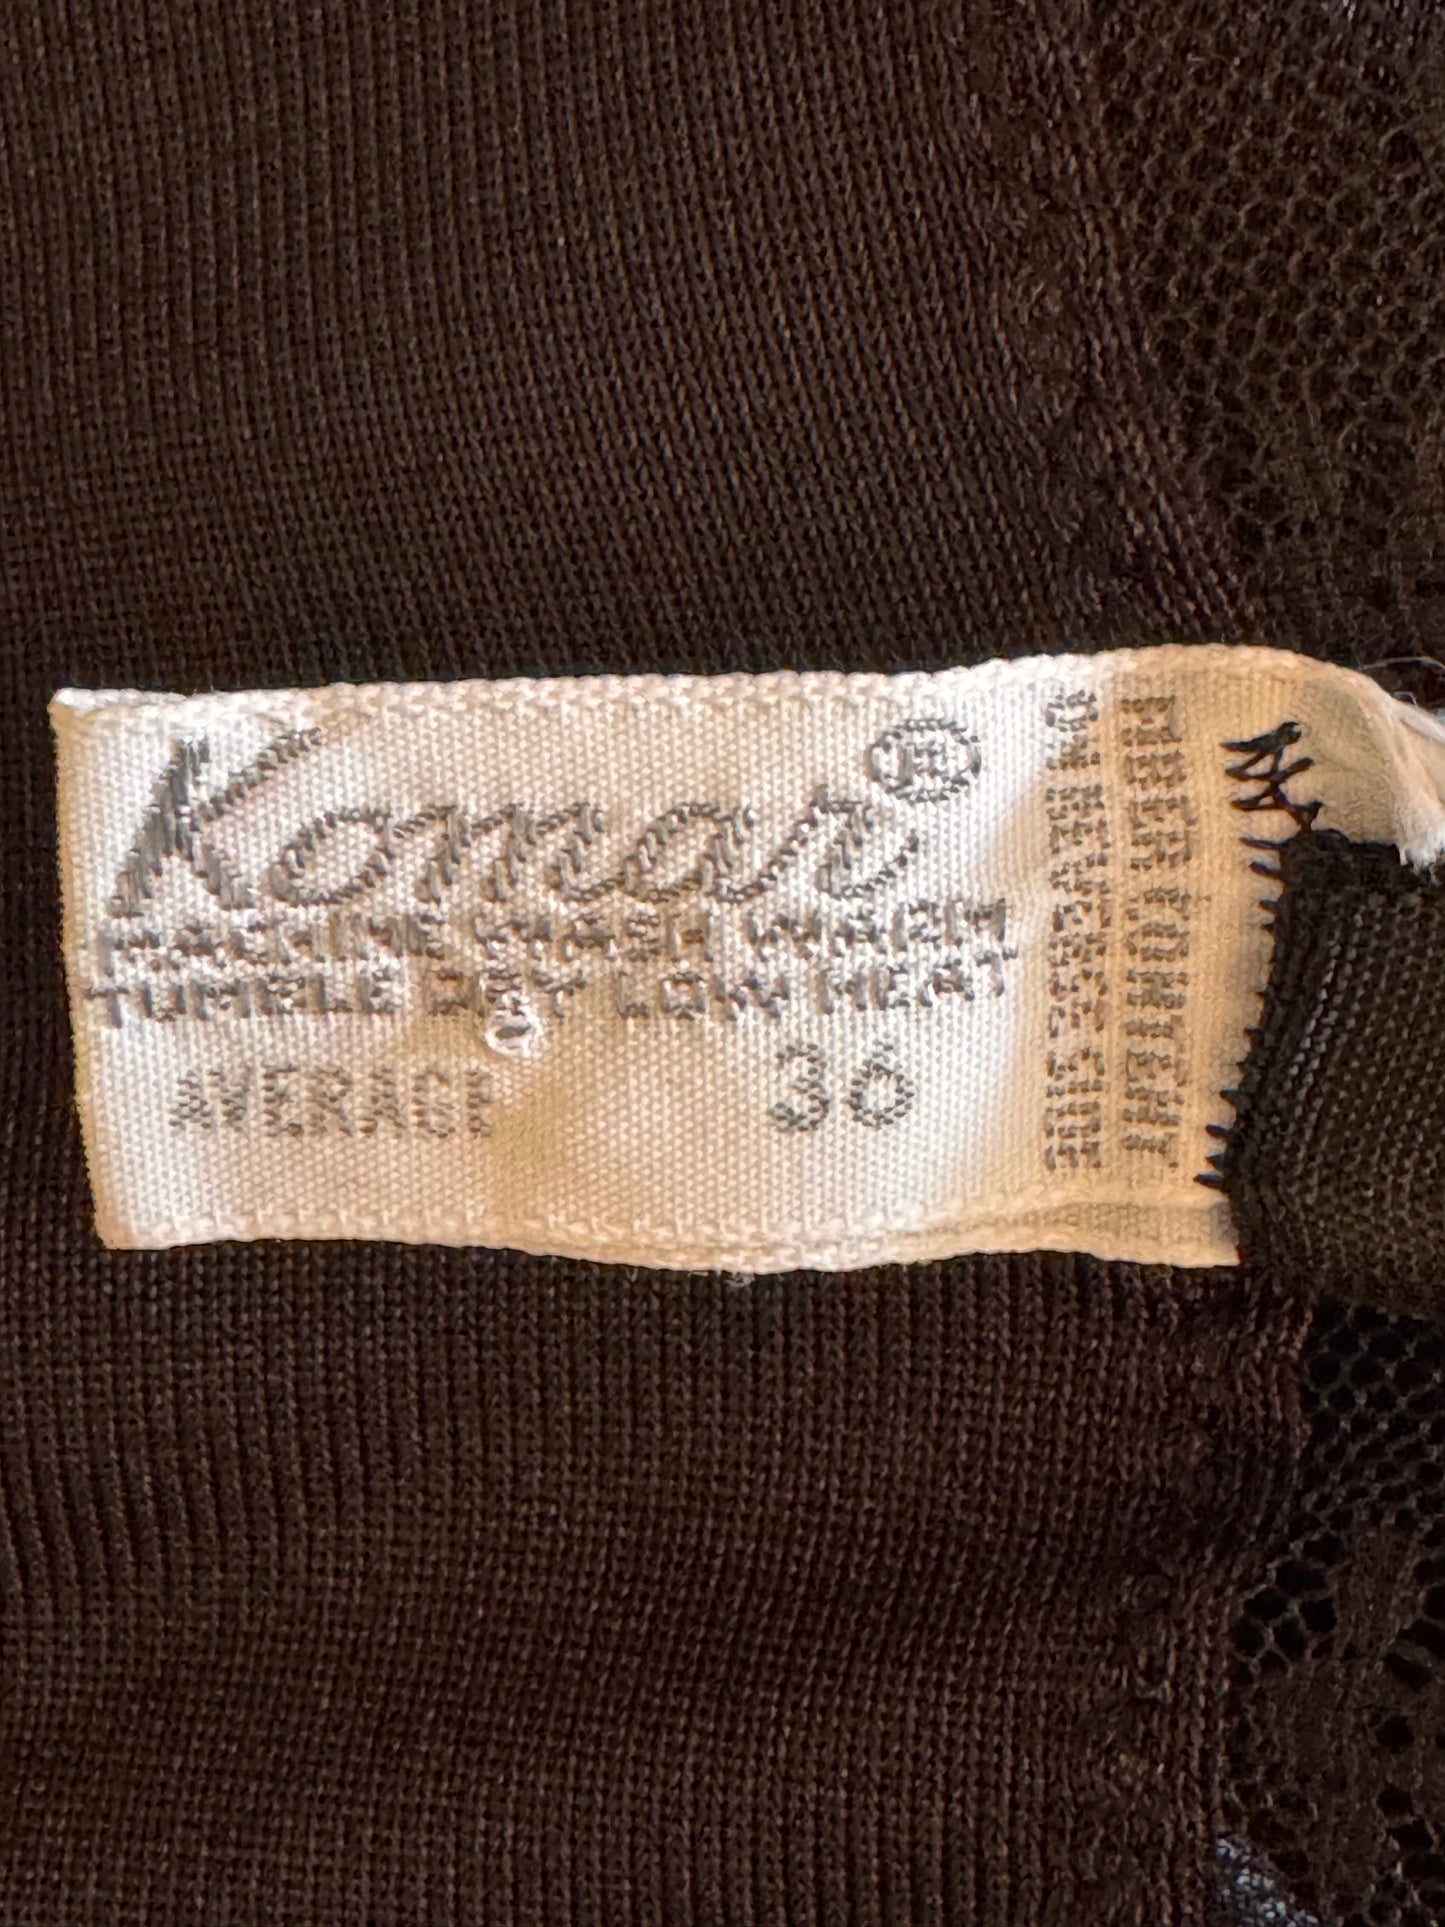 Komar®
MACHINE WASH WARM
TUMBLE DRY LOW HEAT
AVERAGE 36
FIBER CONTENT
ON REVERSE SIDE